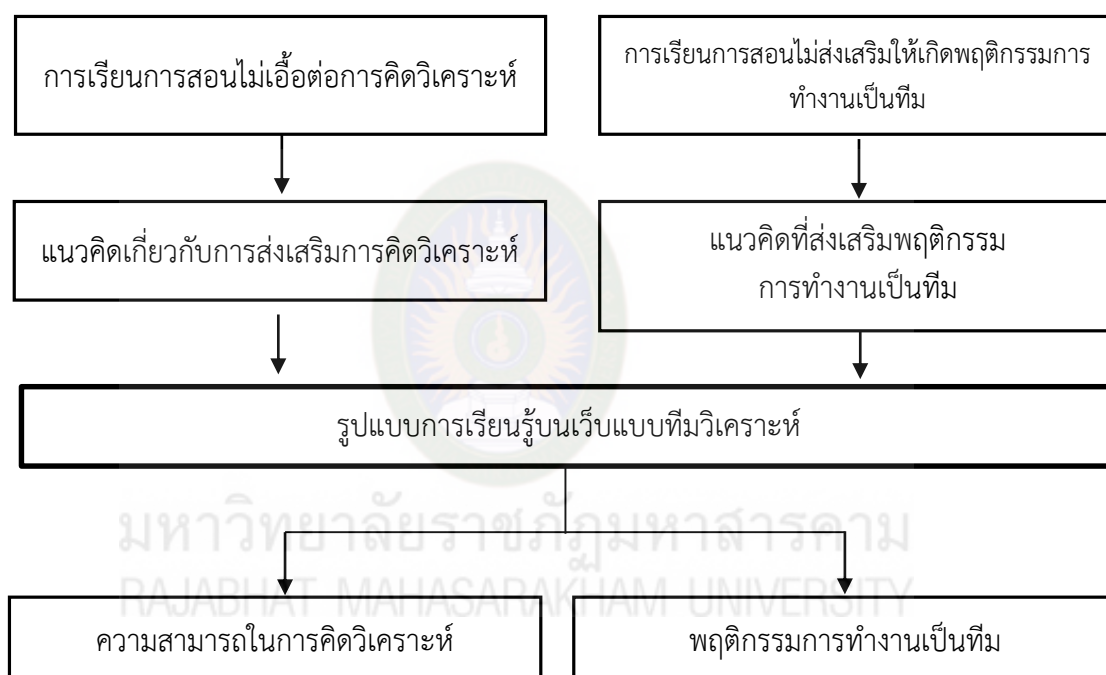 การเรียนการสอนไม่เอื้อต่อการคิดวิเคราะห์
การเรียนการสอนไม่ส่งเสริมให้เกิดพฤติกรรมการ
ทำงานเป็นทีม
แนวคิดเกี่ยวกับการส่งเสริมการคิดวิเคราะห์
แนวคิดที่ส่งเสริมพฤติกรรม
การทำงานเป็นทีม
รูปแบบการเรียนรู้บนเว็บแบบทีมวิเคราะห์
มหาวิทยาลัยราชภัฏมหาสารคาม
RAJABHAT MAHASARAKHAM UNIVERSITY
ความสามารถในการคิดวิเคราะห์
พฤติกรรมการทำงานเป็นทีม